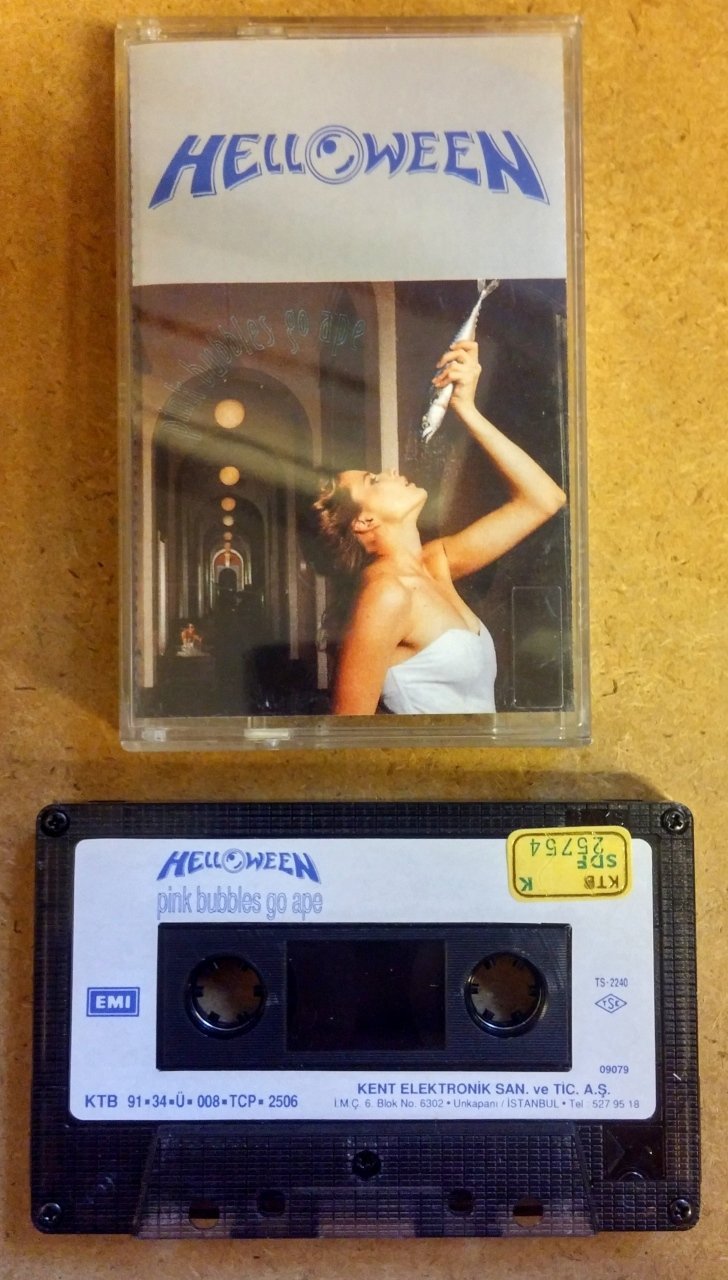 HELLOWEEN
pink bubbles go ape
HELLOWEEN
pink bubbles go ape
KTB K
SDF
25754
EMI
TS-2240
TSE
09079
KTB 91▪34▪Ü▪008▪TCP▪2506
KENT ELEKTRONİK SAN. ve TİC. A.Ş.
İ.M.Ç. 6. Blok No. 6302 • Unkapanı / İSTANBUL • Tel : 527 95 18